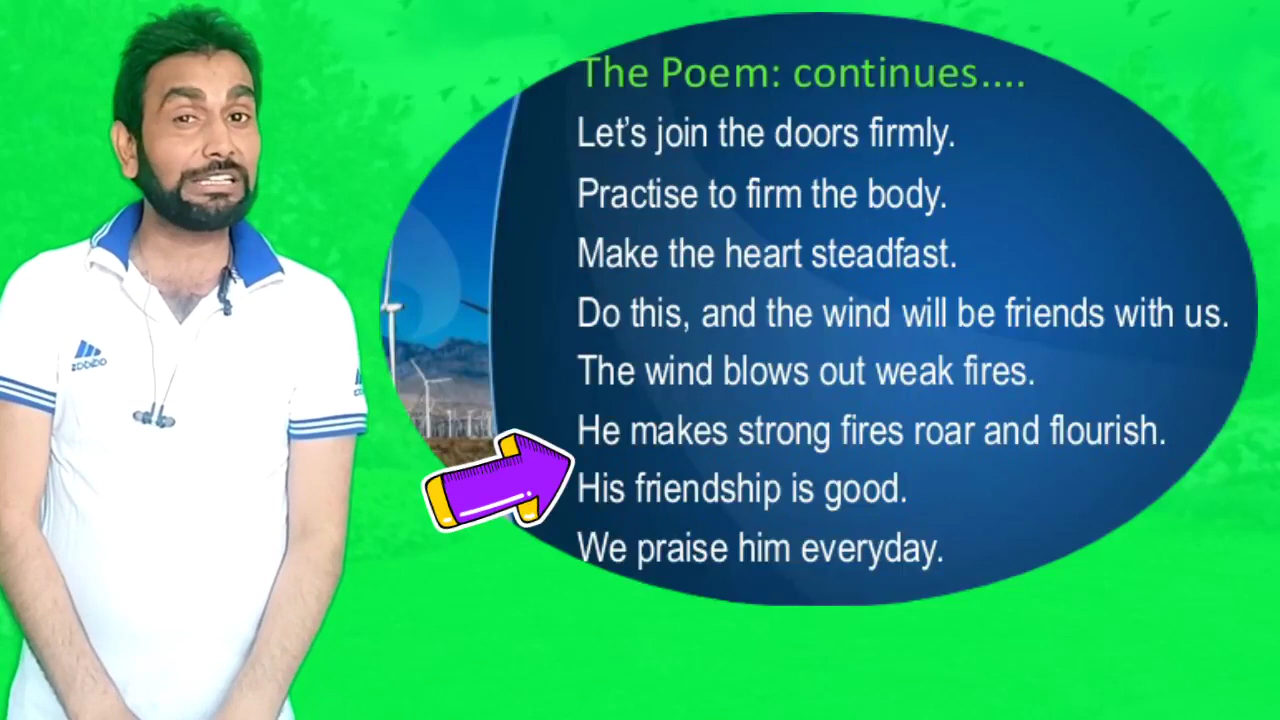 The Poem: continues....
Let's join the doors firmly.
Practise to firm the body.
Make the heart steadfast.
Do this, and the wind will be friends with us.
The wind blows out weak fires.
He makes strong fires roar and flourish.
His friendship is good.
We praise him everyday.